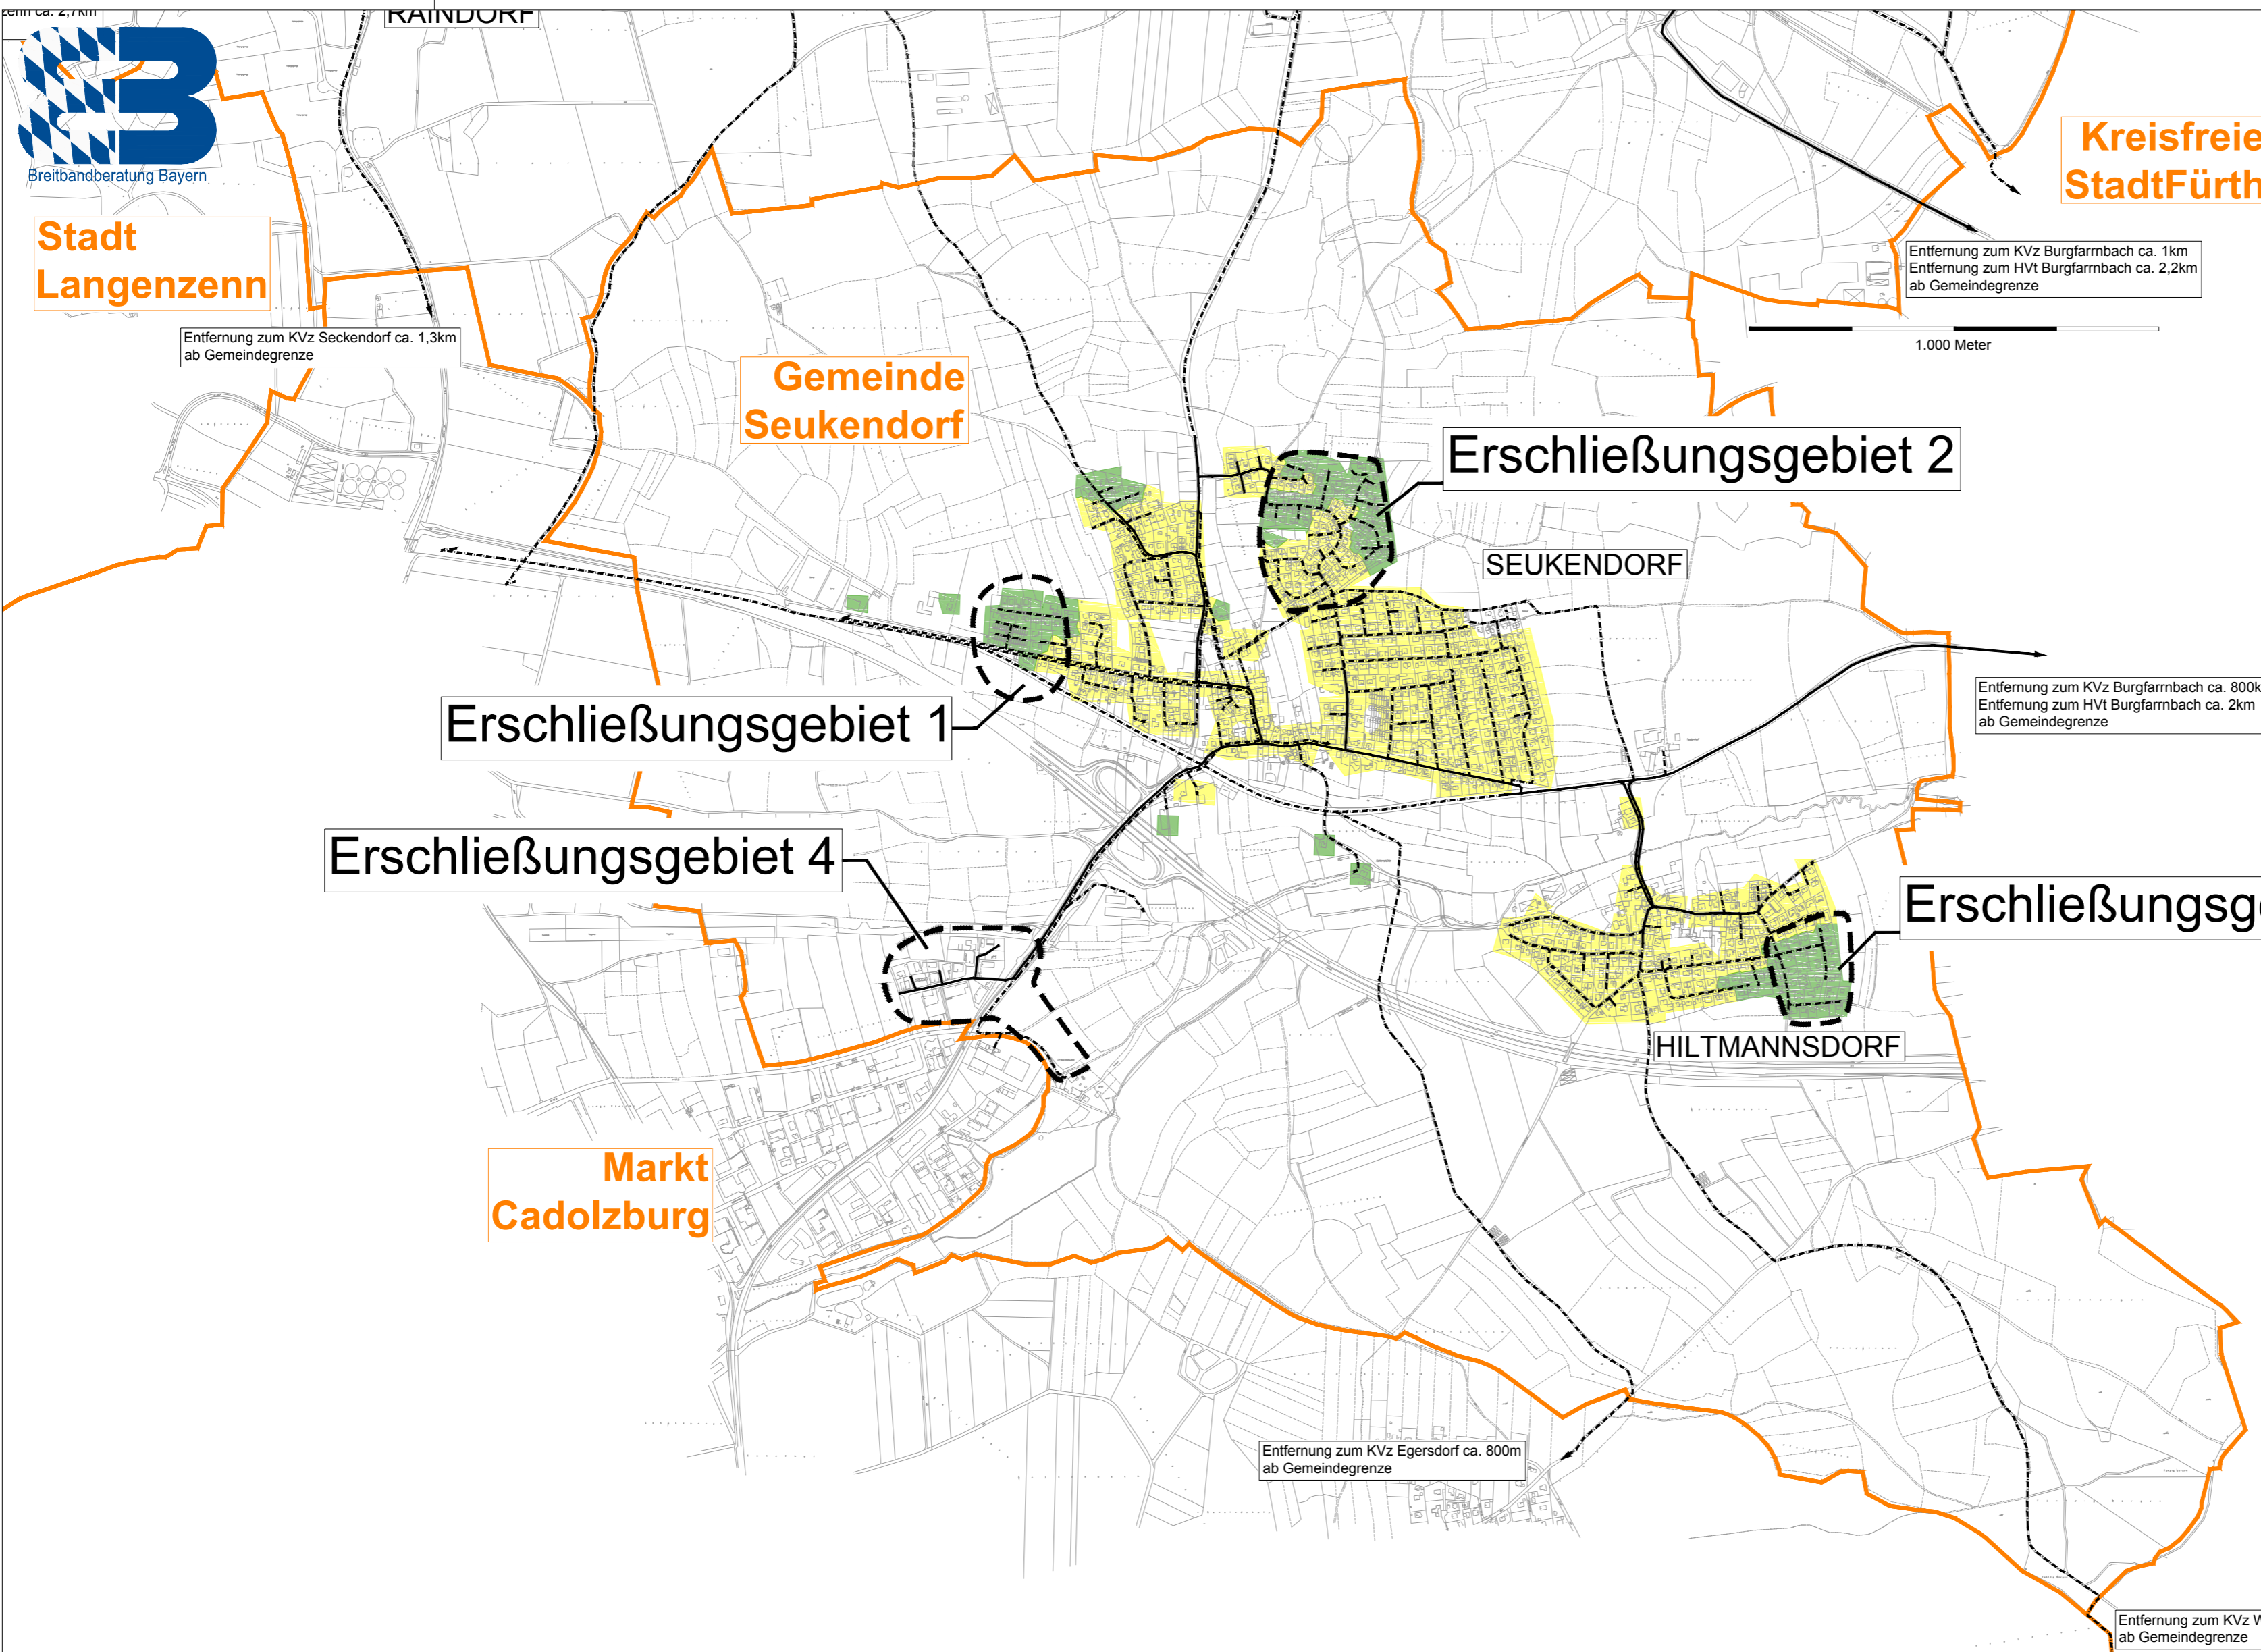 ca. 2,7km
RAINDORF
Breitbandberatung Bayern
Stadt
Langenzenn
Kreisfreie
StadtFürth
Entfernung zum KVz Burgfarrnbach ca. 1km
Entfernung zum HVt Burgfarrnbach ca. 2,2km
ab Gemeindegrenze
Entfernung zum KVz Seckendorf ca. 1,3km
ab Gemeindegrenze
1.000 Meter
Gemeinde
Seukendorf
Erschließungsgebiet 2
SEUKENDORF
Entfernung zum KVz Burgfarrnbach ca. 800k
Entfernung zum HVt Burgfarrnbach ca. 2km
ab Gemeindegrenze
Erschließungsgebiet 1
Erschließungsgebiet 4
Erschließungsg
HILTMANNSDORF
Markt
Cadolzburg
Entfernung zum KVz Egersdorf ca. 800m
ab Gemeindegrenze
Entfernung zum KVz W
ab Gemeindegrenze